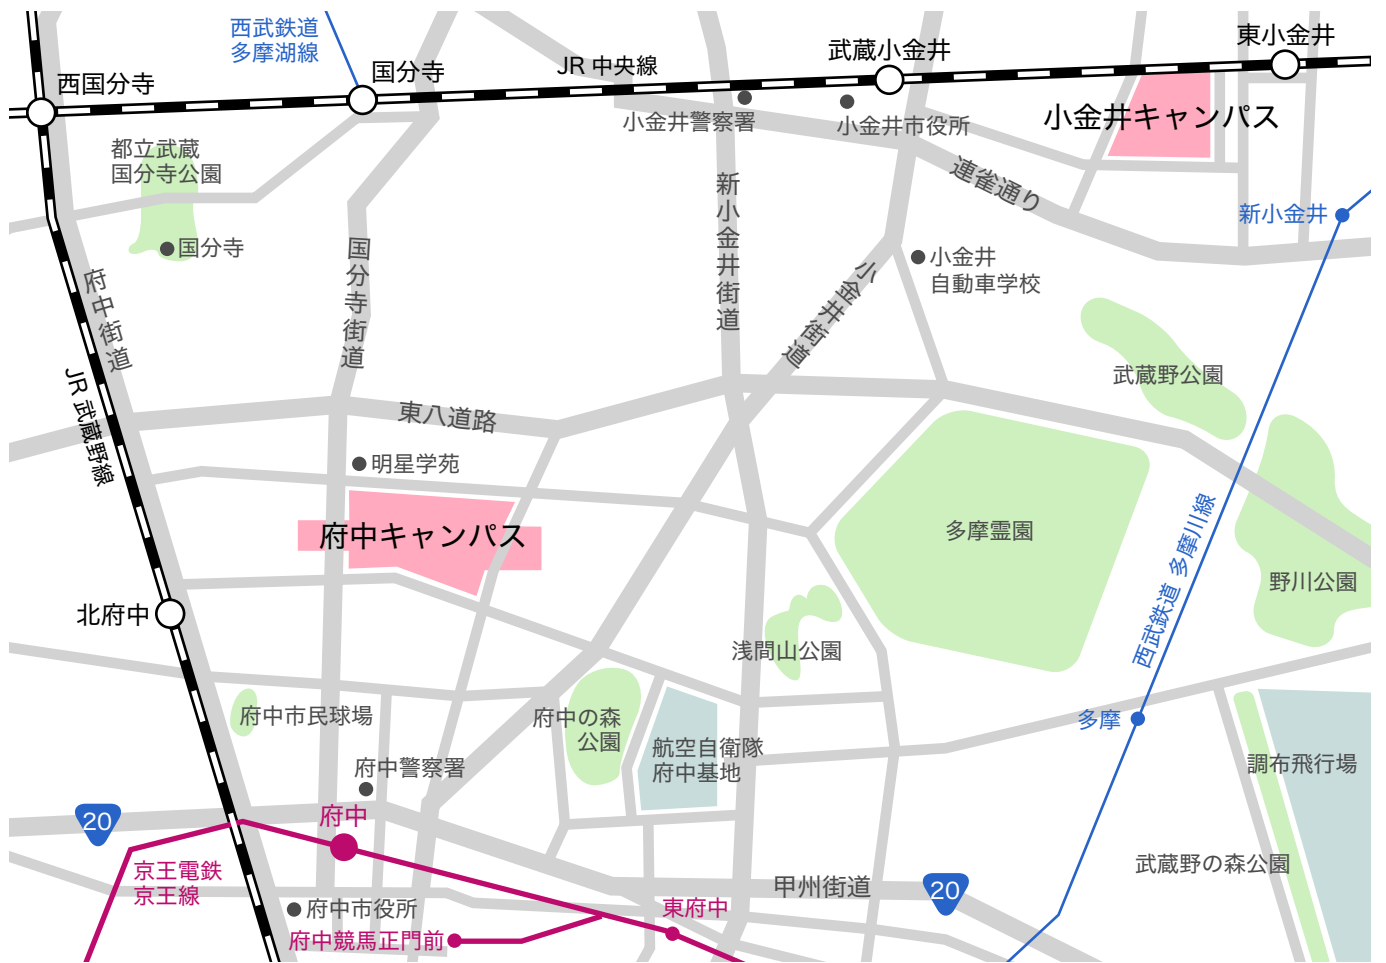 西武鉄道
多摩湖線
東小金井
武蔵小金井
JR 中央線
国分寺
西国分寺
小金井キャンパス
小金井警察署
小金井市役所
都立武蔵
国分寺公園
連雀通り
新小金井街道
新小金井
国分寺
国分寺街道
小金井
自動車学校
小金井街道
府中街道
武蔵野公園
JR 武蔵野線
東八道路
明星学苑
府中キャンパス
多摩霊園
西武鉄道 多摩川線
野川公園
北府中
浅間山公園
府中市民球場
府中の森
公園
多摩
航空自衛隊
府中基地
調布飛行場
府中警察署
20
府中
武蔵野の森公園
京王電鉄
京王線
甲州街道
20
府中市役所
東府中
府中競馬正門前